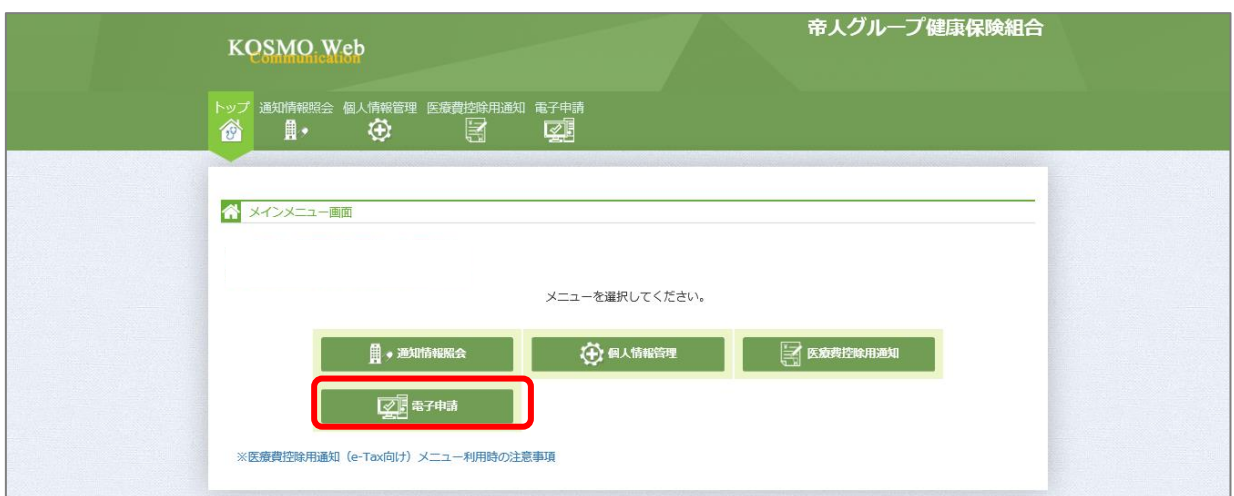 帝人グループ健康保険組合
KOSMO Web
Communication
トップ 通知情報照会 個人情報管理 医療費控除用通知 電子申請
メインメニュー画面
メニューを選択してください。
通知情報照会 個人情報管理 医療費控除用通知
電子申請
※医療費控除用通知（e-Tax向け）メニュー利用時の注意事項